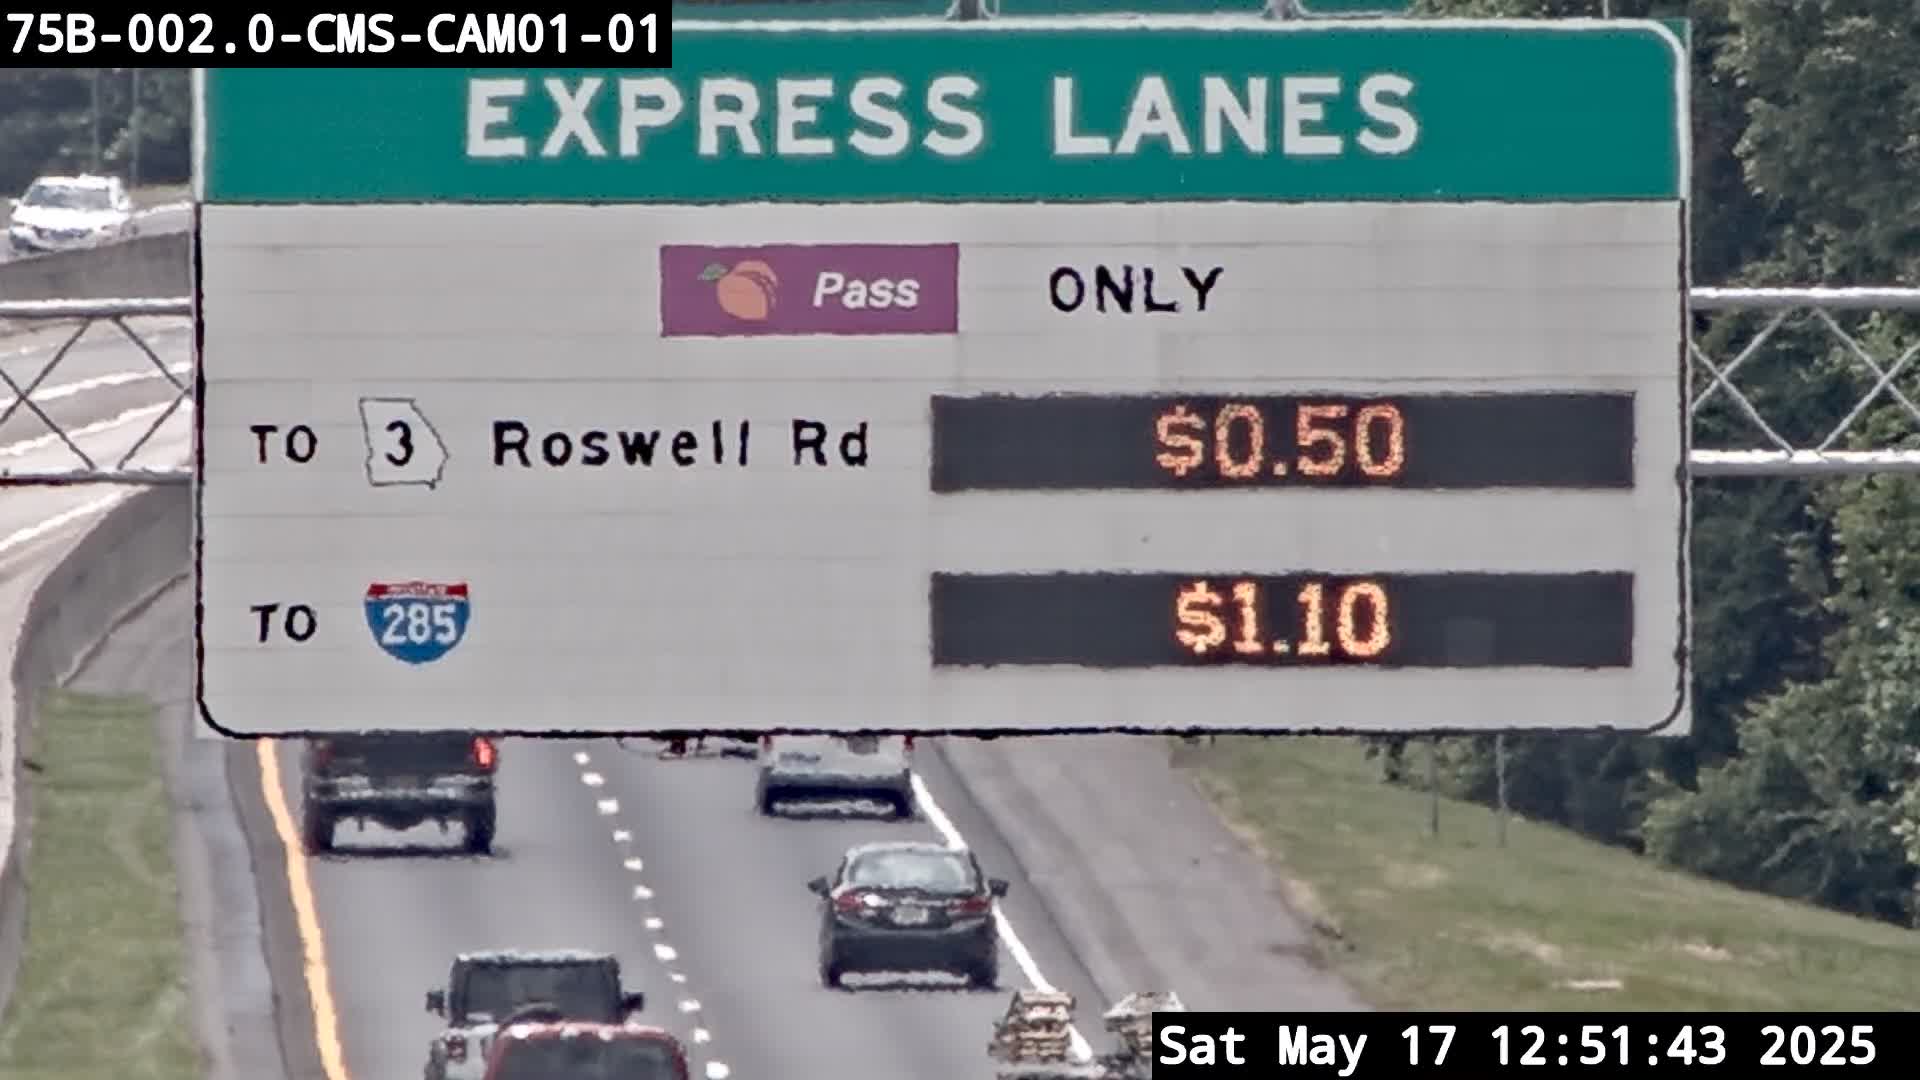 75B-002.0-CMS-CAM01-01
EXPRESS LANES
Pass ONLY
TO 3 Roswell Rd $0.50
TO 285 $1.10
Sat May 17 12:51:43 2025